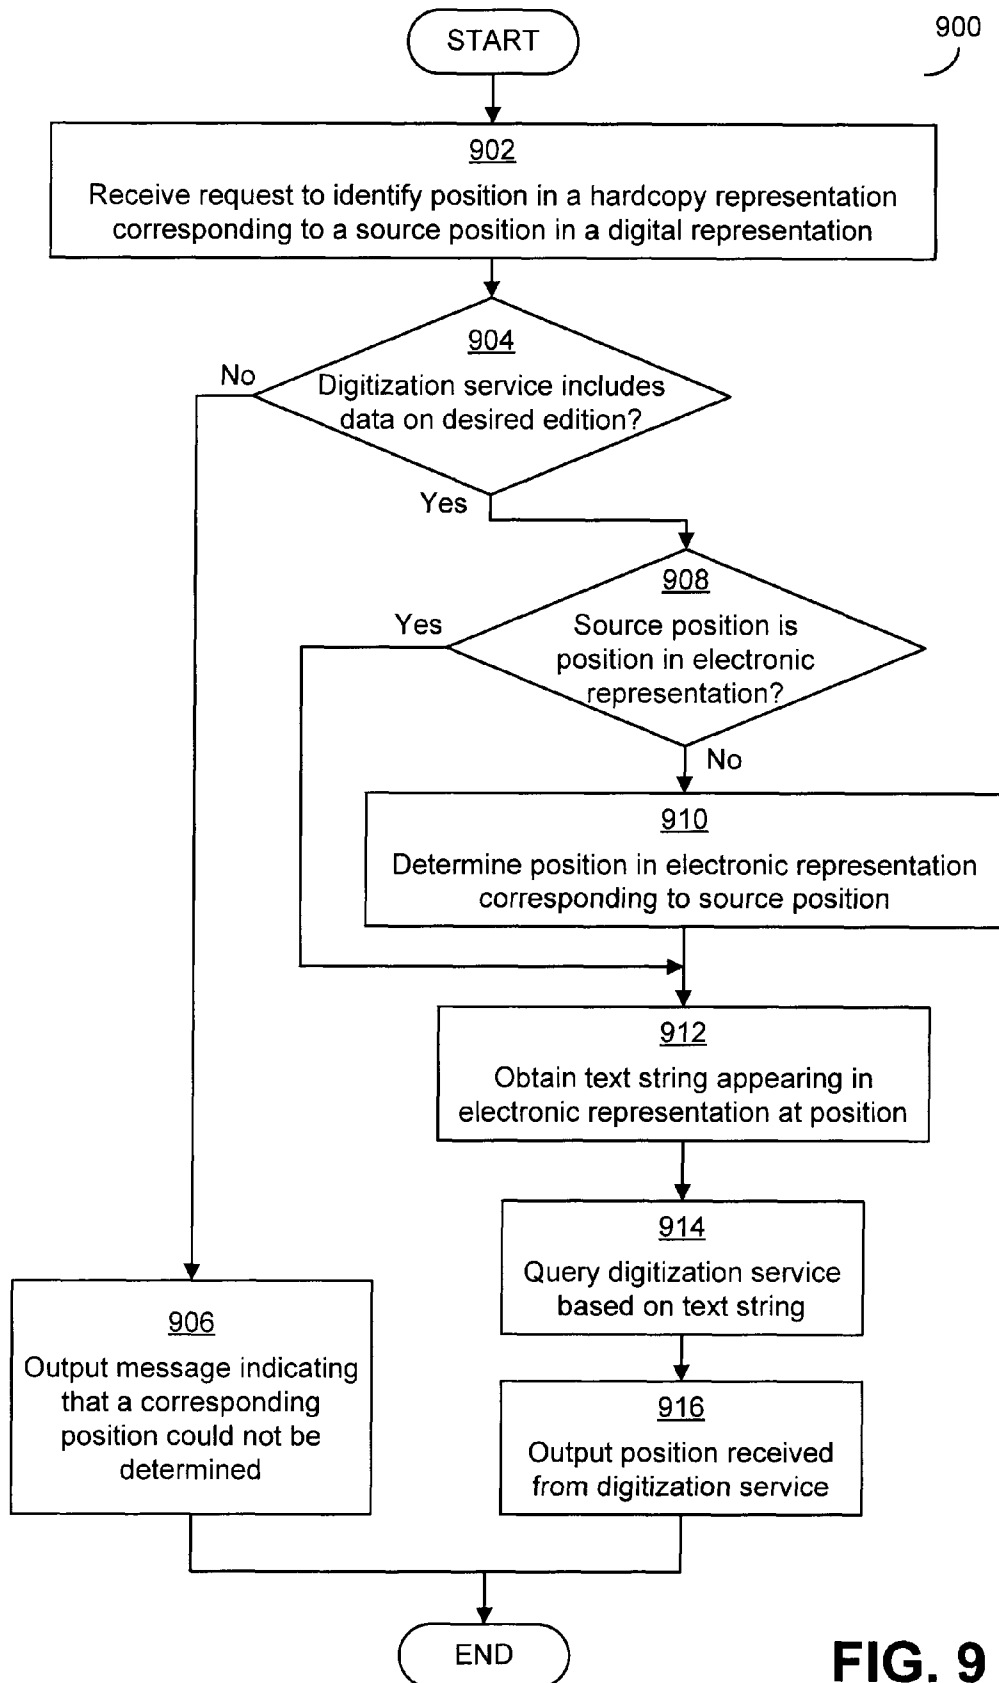 START
900
902
Receive request to identify position in a hardcopy representation
corresponding to a source position in a digital representation
904
Digitization service includes
data on desired edition?
No
Yes
908
Source position is
position in electronic
representation?
Yes
No
910
Determine position in electronic representation
corresponding to source position
912
Obtain text string appearing in
electronic representation at position
914
Query digitization service
based on text string
906
Output message indicating
that a corresponding
position could not be
determined
916
Output position received
from digitization service
END
FIG. 9